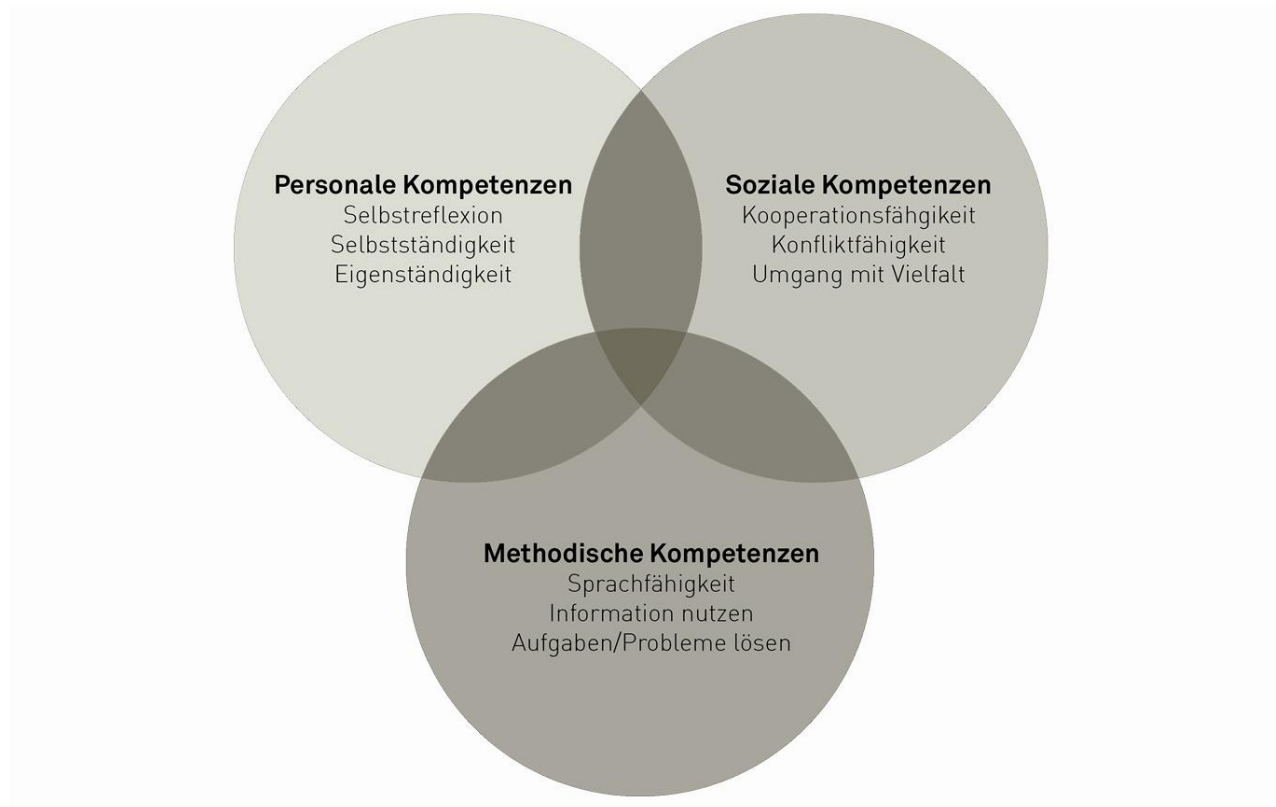 Personale Kompetenzen
Selbstreflexion
Selbstständigkeit
Eigenständigkeit
Soziale Kompetenzen
Kooperationsfähgikeit
Konfliktfähigkeit
Umgang mit Vielfalt
Methodische Kompetenzen
Sprachfähigkeit
Information nutzen
Aufgaben/Probleme lösen